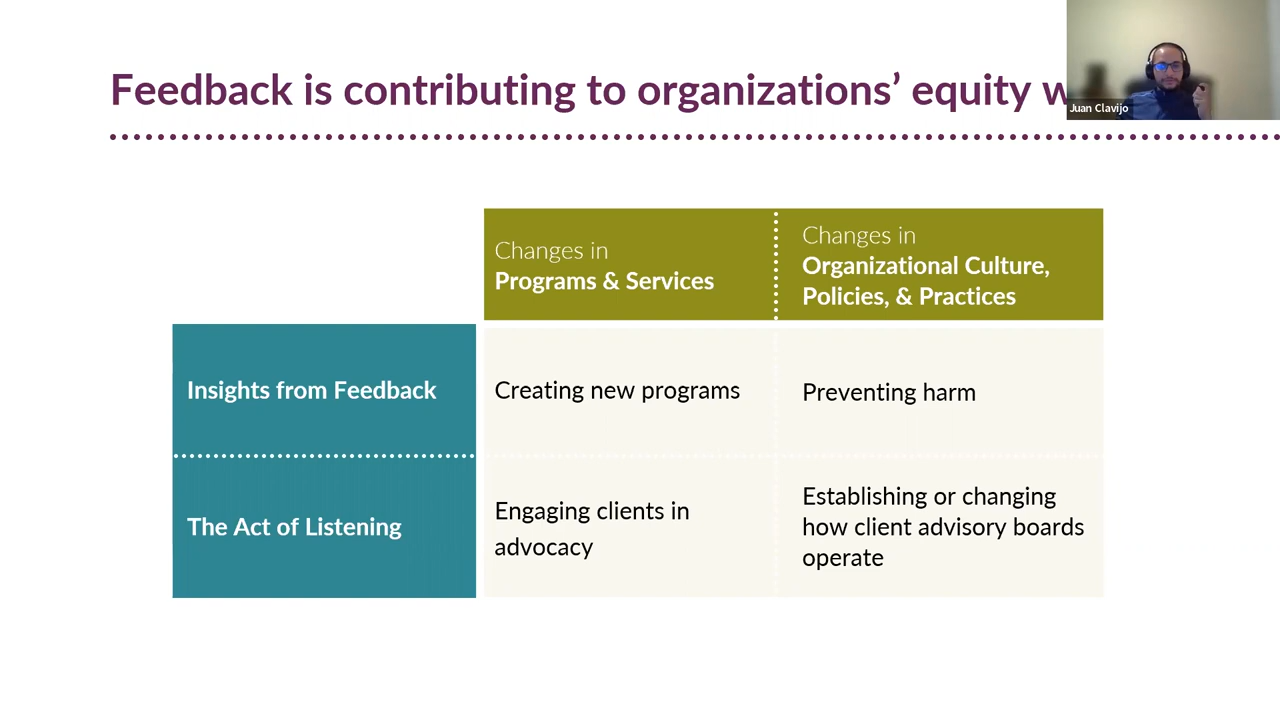 Feedback is contributing to organizations’ equity
Juan Clavijo
Changes in
Programs & Services
Changes in
Organizational Culture,
Policies, & Practices
Insights from Feedback
Creating new programs
Preventing harm
The Act of Listening
Engaging clients in
advocacy
Establishing or changing
how client advisory boards
operate